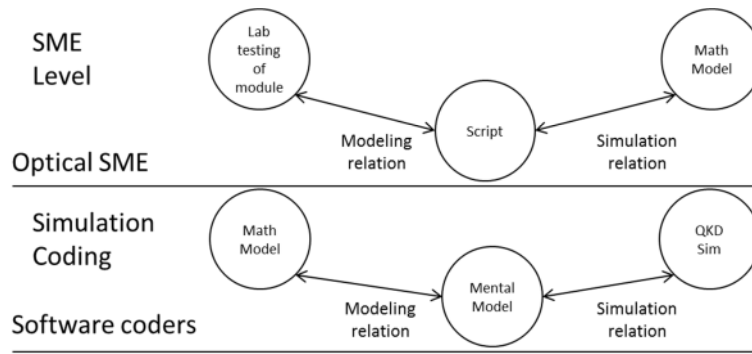 SME
Level
Lab
testing
of
module
Math
Model
Script
Modeling
relation
Simulation
relation
Optical SME
Simulation
Coding
Math
Model
QKD
Sim
Mental
Model
Modeling
relation
Simulation
relation
Software coders